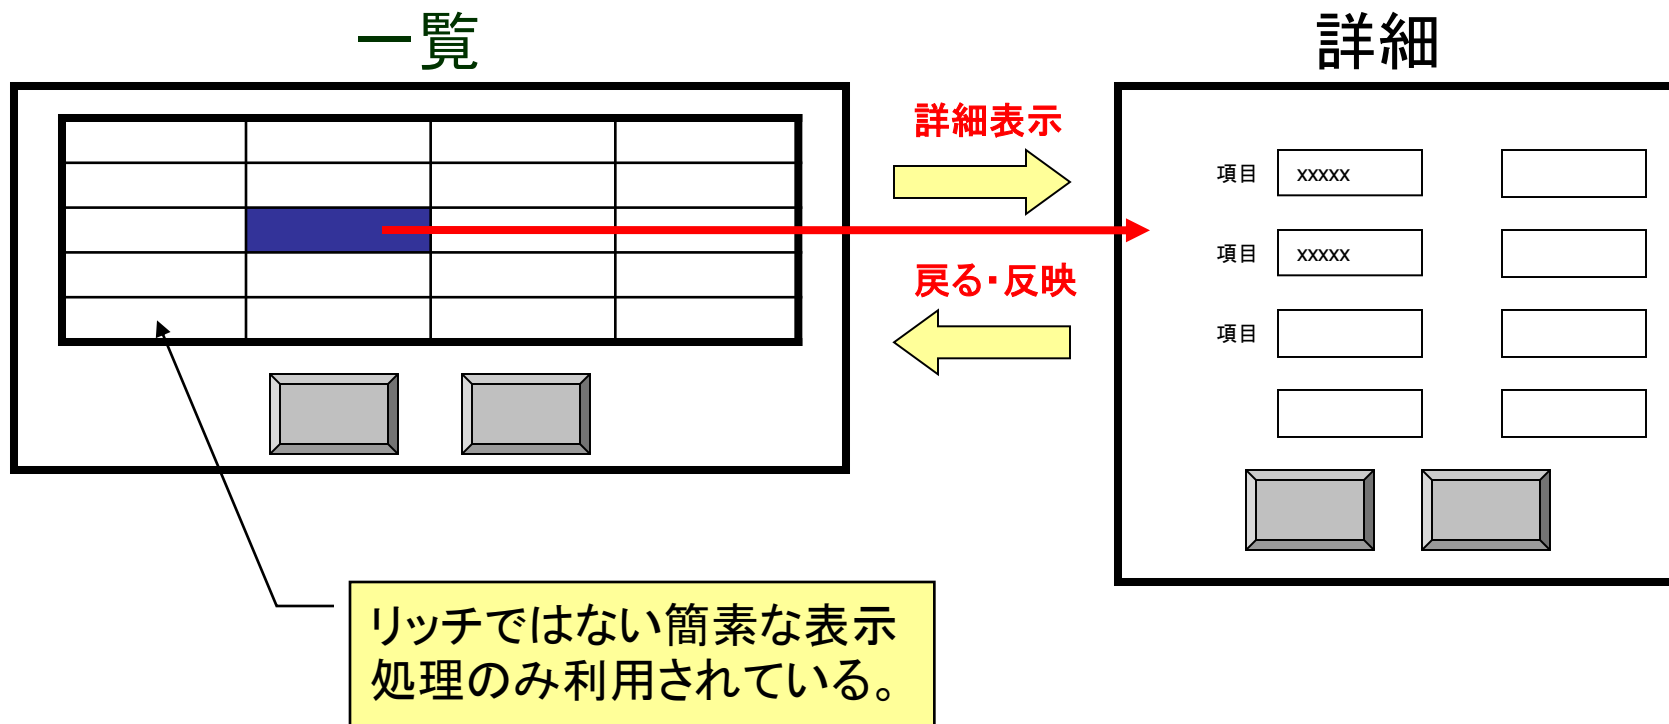 一覧
詳細
詳細表示
戻る・反映
項目 xxxxx
項目 xxxxx
項目
リッチではない簡素な表示
処理のみ利用されている。